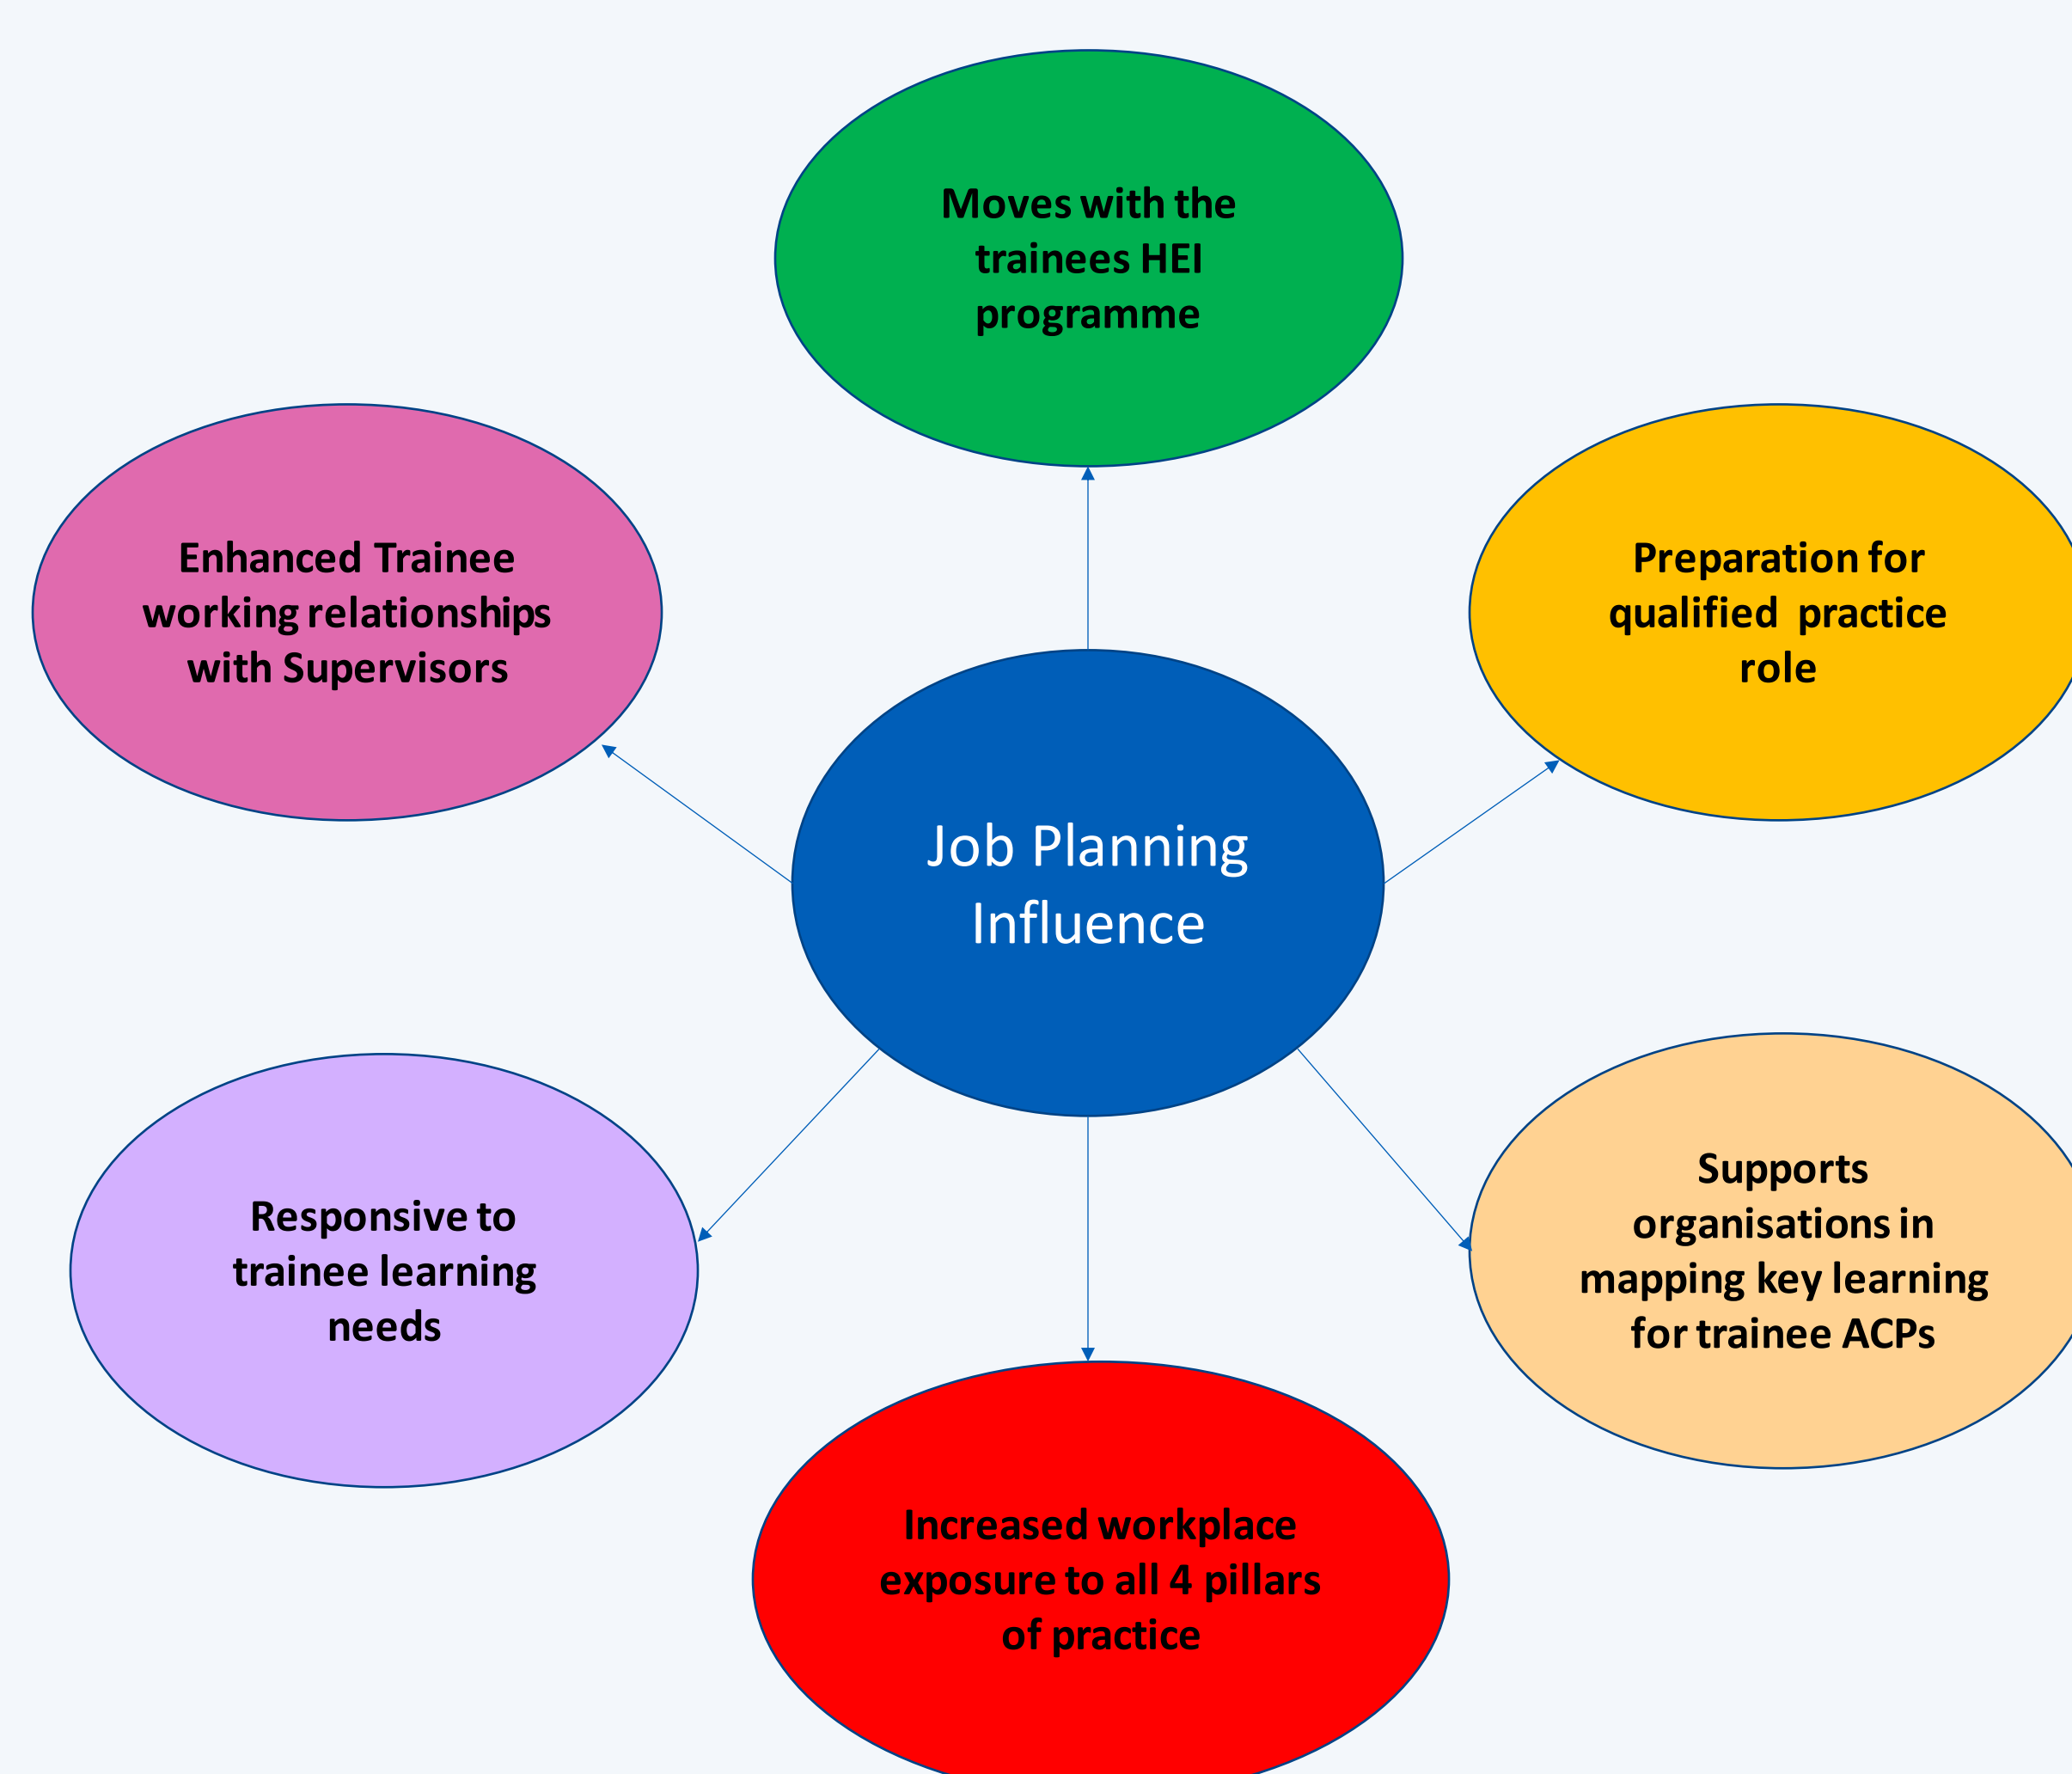 Moves with the
trainees HEI
programme
Enhanced Trainee
working relationships
with Supervisors
Preparation for
qualified  practice
role
Job Planning
Influence
Responsive to
trainee learning
needs
Supports
organisations in
mapping key learning
for trainee ACPs
Increased workplace
exposure to all 4 pillars
of practice